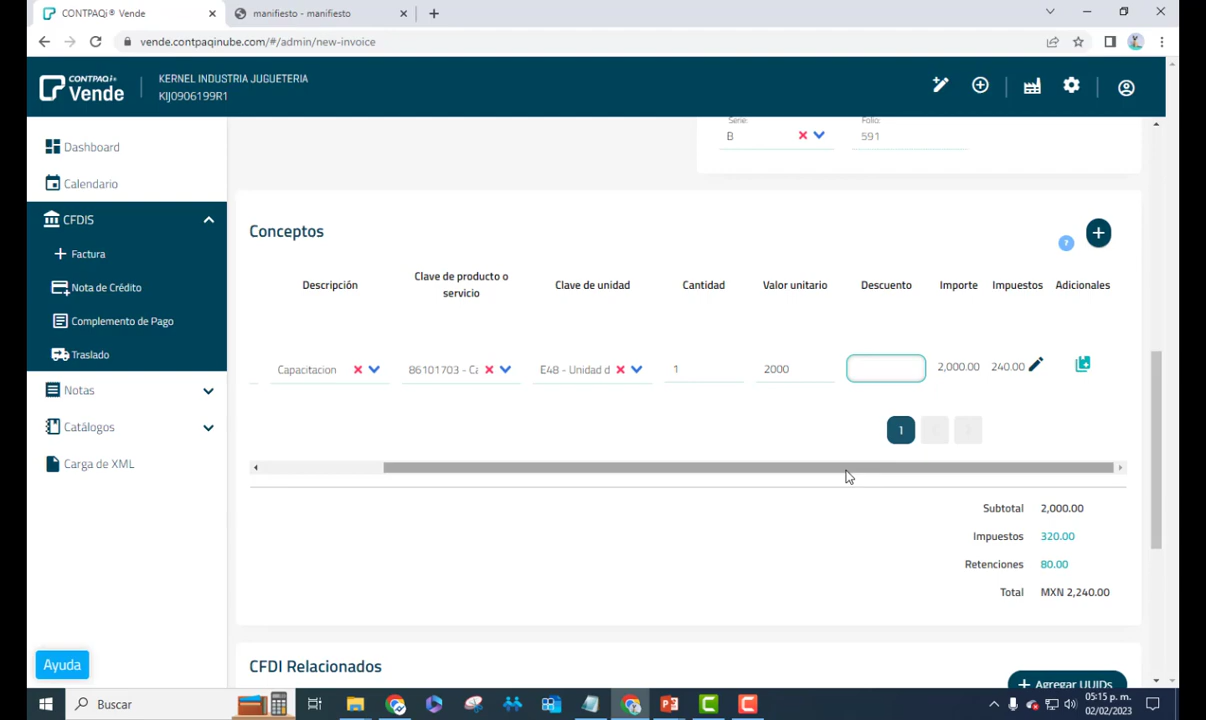 CONTPAQi® Vende
manifiesto - manifiesto
vende.contpaqinube.com/#/admin/new-invoice
CONTPAQi®
Vende
KERNEL INDUSTRIA JUGUETERIA
KIJ0906199R1
Dashboard
Calendario
CFDIS
Factura
Nota de Crédito
Complemento de Pago
Traslado
Notas
Catálogos
Carga de XML
Ayuda
Serie: Folio:
B 591
Conceptos
?
Descripción Clave de producto o servicio Clave de unidad Cantidad Valor unitario Descuento Importe Impuestos Adicionales
Capacitacion 86101703 - Ca E48 - Unidad d 1 2000 2,000.00 240.00
1
Subtotal 2,000.00
Impuestos 320.00
Retenciones 80.00
Total MXN 2,240.00
CFDI Relacionados
+ Agregar UUIDs
Buscar
05:15 p. m.
02/02/2023